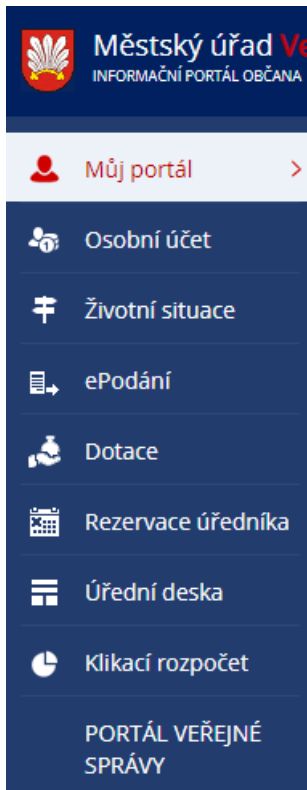 Městský úřad
INFORMAČNÍ PORTÁL OBČANA
Můj portál
Osobní účet
Životní situace
ePodání
Dotace
Rezervace úředníka
Úřední deska
Klikací rozpočet
PORTÁL VEŘEJNÉ
SPRÁVY